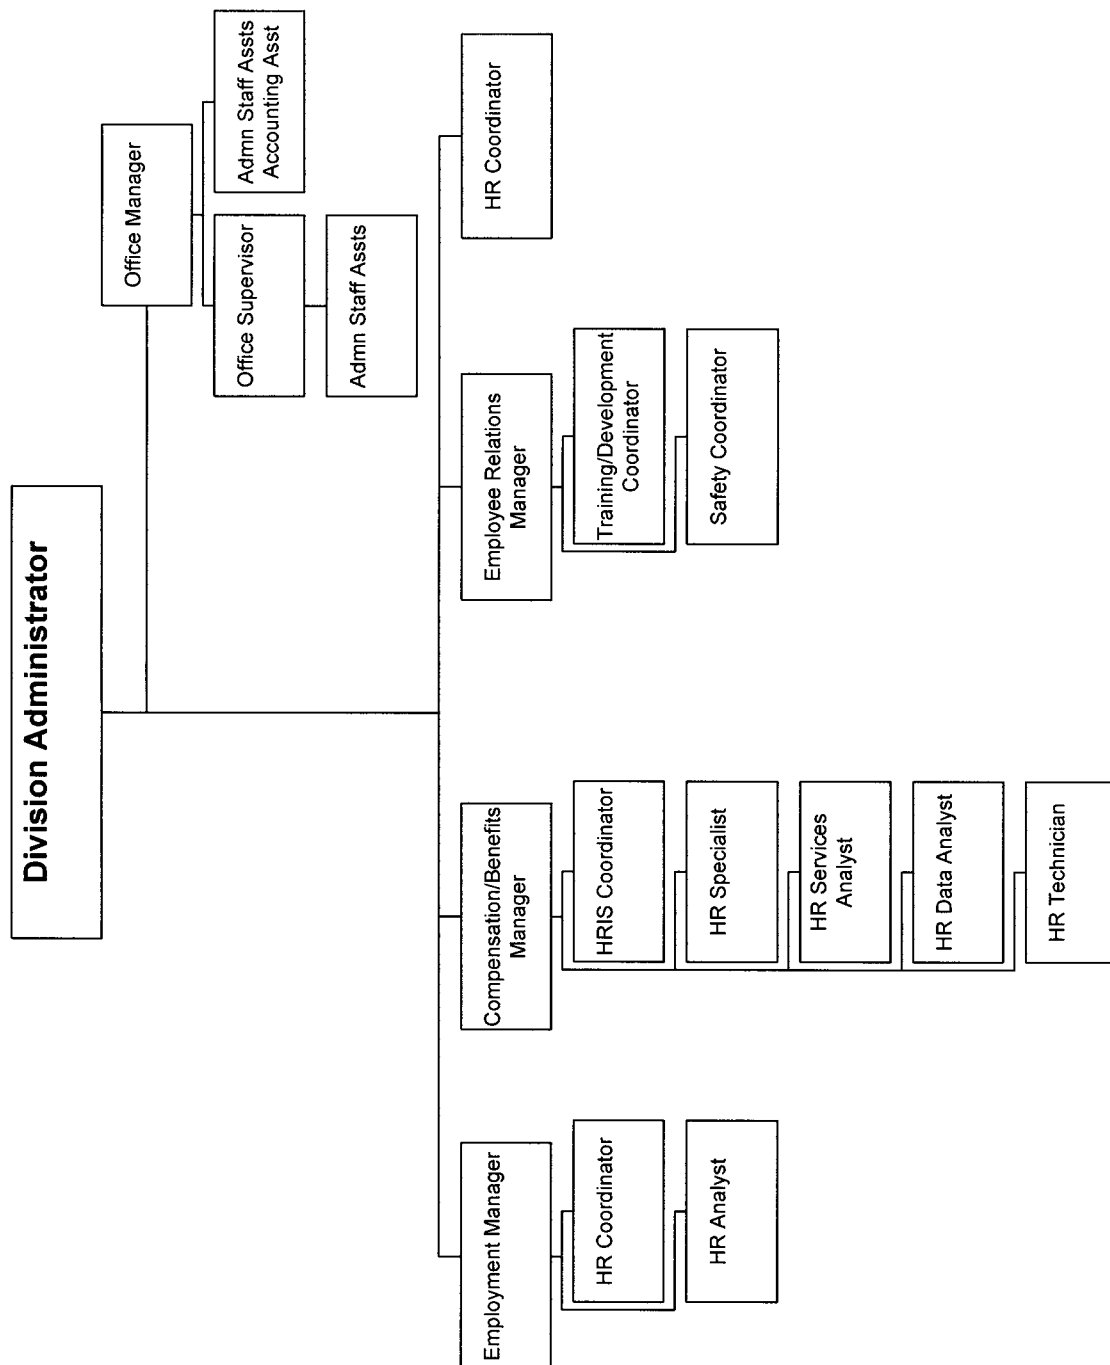 Division Administrator
Office Manager
Office Supervisor
Admn Staff Assts
Accounting Asst
Admn Staff Assts
Employment Manager
Compensation/Benefits
Manager
Employee Relations
Manager
HR Coordinator
HR Coordinator
HR Analyst
HRIS Coordinator
HR Specialist
HR Services
Analyst
HR Data Analyst
HR Technician
Training/Development
Coordinator
Safety Coordinator